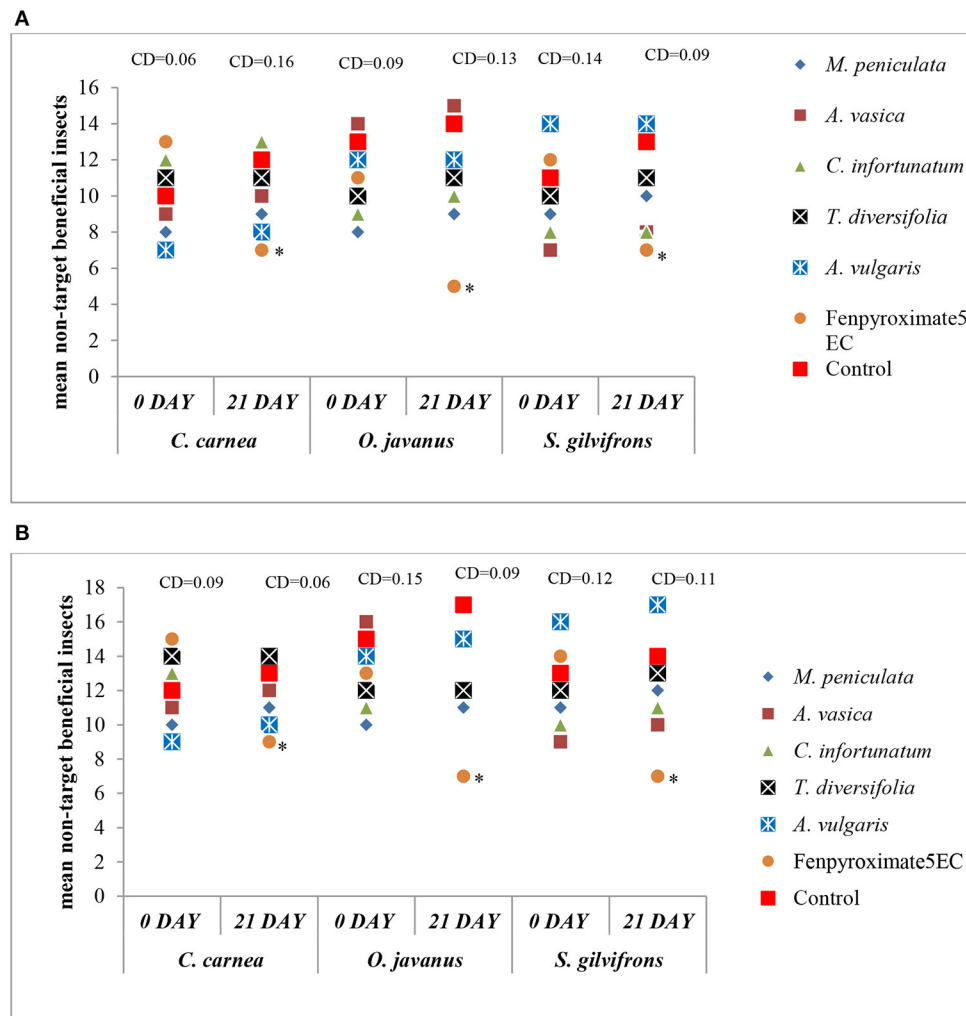 A
CD=0.06 CD=0.16 CD=0.09 CD=0.13 CD=0.14 CD=0.09
mean non-target beneficial insects
16
14
12
10
8
6
4
2
0
*
*
*
0 DAY 21 DAY 0 DAY 21 DAY 0 DAY 21 DAY
C. carnea O. javanus S. gilvifrons
M. peniculata
A. vasica
C. infortunatum
T. diversifolia
A. vulgaris
Fenpyroximate5
EC
Control
B
CD=0.09 CD=0.06 CD=0.15 CD=0.09 CD=0.12 CD=0.11
mean non-target beneficial insects
18
16
14
12
10
8
6
4
2
0
*
*
*
0 DAY 21 DAY 0 DAY 21 DAY 0 DAY 21 DAY
C. carnea O. javanus S. gilvifrons
M. peniculata
A. vasica
C. infortunatum
T. diversifolia
A. vulgaris
Fenpyroximate5EC
Control